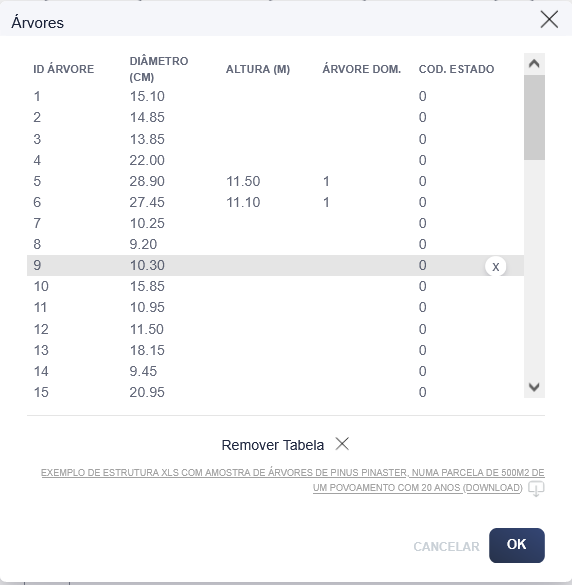 Árvores
ID ÁRVORE DIÂMETRO (CM) ALTURA (M) ÁRVORE DOM. COD. ESTADO
1 15.10 0
2 14.85 0
3 13.85 0
4 22.00 0
5 28.90 11.50 1 0
6 27.45 11.10 1 0
7 10.25 0
8 9.20 0
9 10.30 0 x
10 15.85 0
11 10.95 0
12 11.50 0
13 18.15 0
14 9.45 0
15 20.95 0
Remover Tabela
EXEMPLO DE ESTRUTURA XLS COM AMOSTRA DE ÁRVORES DE PINUS PINASTER, NUMA PARCELA DE 500M2 DE
UM POVOAMENTO COM 20 ANOS (DOWNLOAD)
CANCELAR OK